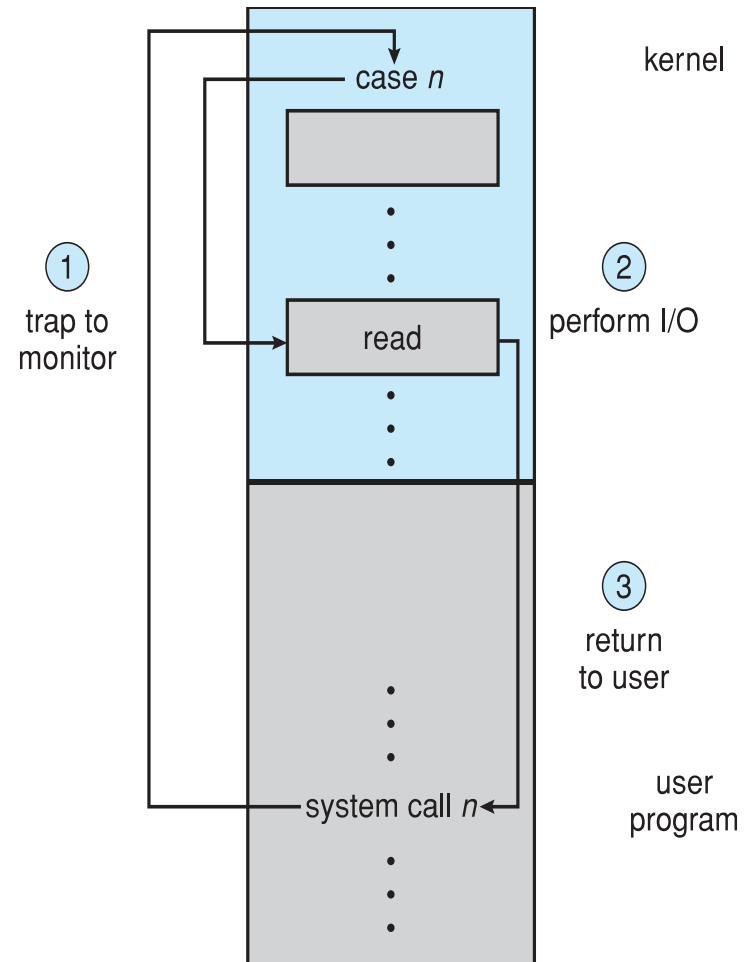 kernel
case n
1
trap to
monitor
2
perform I/O
read
3
return
to user
system call n
user
program